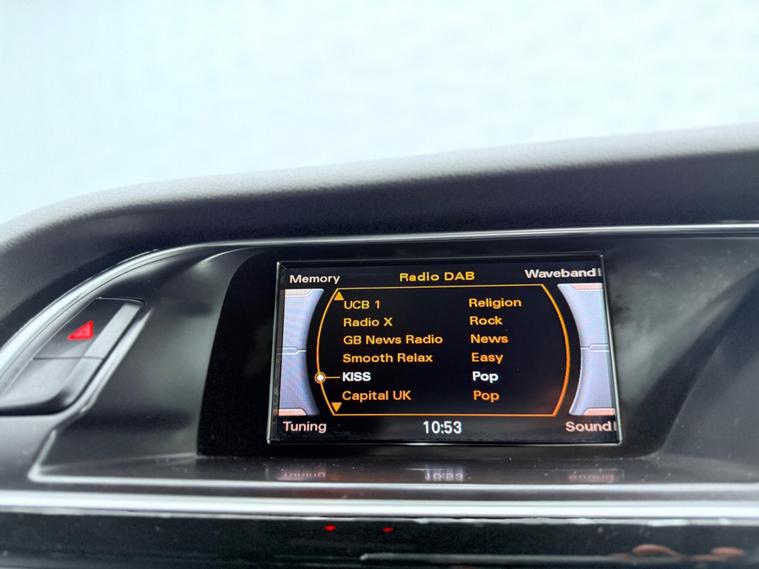 Memory Radio DAB Waveband
UCB 1 Religion
Radio X Rock
GB News Radio News
Smooth Relax Easy
KISS Pop
Capital UK Pop
Tuning 10:53 Sound